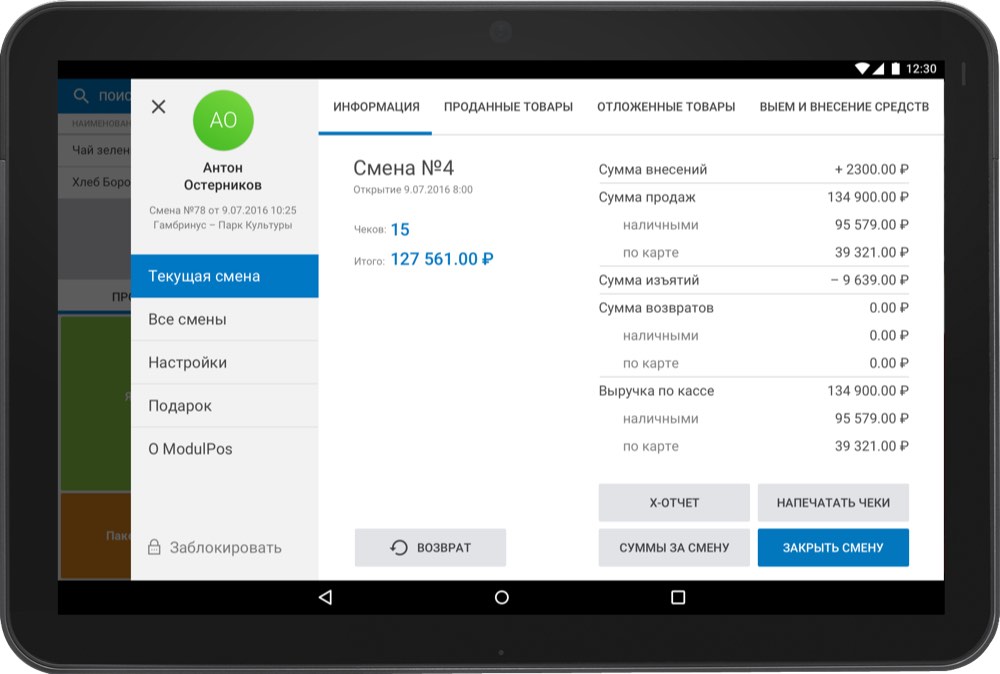 12:30
ПОИС
НАИМЕНОВАН
Чай зелен
Хлеб Боро
ПР
Паке
АО
Антон
Остерников
Смена №78 от 9.07.2016 10:25
Гамбринус – Парк Культуры
Текущая смена
Все смены
Настройки
Подарок
О ModulPos
Заблокировать
ИНФОРМАЦИЯ ПРОДАННЫЕ ТОВАРЫ ОТЛОЖЕННЫЕ ТОВАРЫ ВЫЕМ И ВНЕСЕНИЕ СРЕДСТВ
Смена №4
Открытие 9.07.2016 8:00
Чеков: 15
Итого: 127 561.00 ₽
Сумма внесений + 2300.00 ₽
Сумма продаж 134 900.00 ₽
наличными 95 579.00 ₽
по карте 39 321.00 ₽
Сумма изъятий – 9 639.00 ₽
Сумма возвратов 0.00 ₽
наличными 0.00 ₽
по карте 0.00 ₽
Выручка по кассе 134 900.00 ₽
наличными 95 579.00 ₽
по карте 39 321.00 ₽
X-ОТЧЕТ НАПЕЧАТАТЬ ЧЕКИ
ВОЗВРАТ СУММЫ ЗА СМЕНУ ЗАКРЫТЬ СМЕНУ